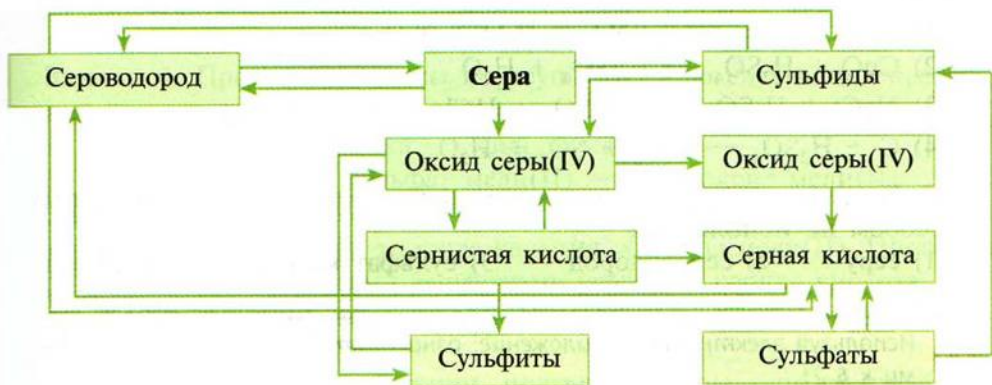 Сероводород
Сера
Сульфиды
Оксид серы(IV)
Оксид серы(IV)
Сернистая кислота
Серная кислота
Сульфиты
Сульфаты